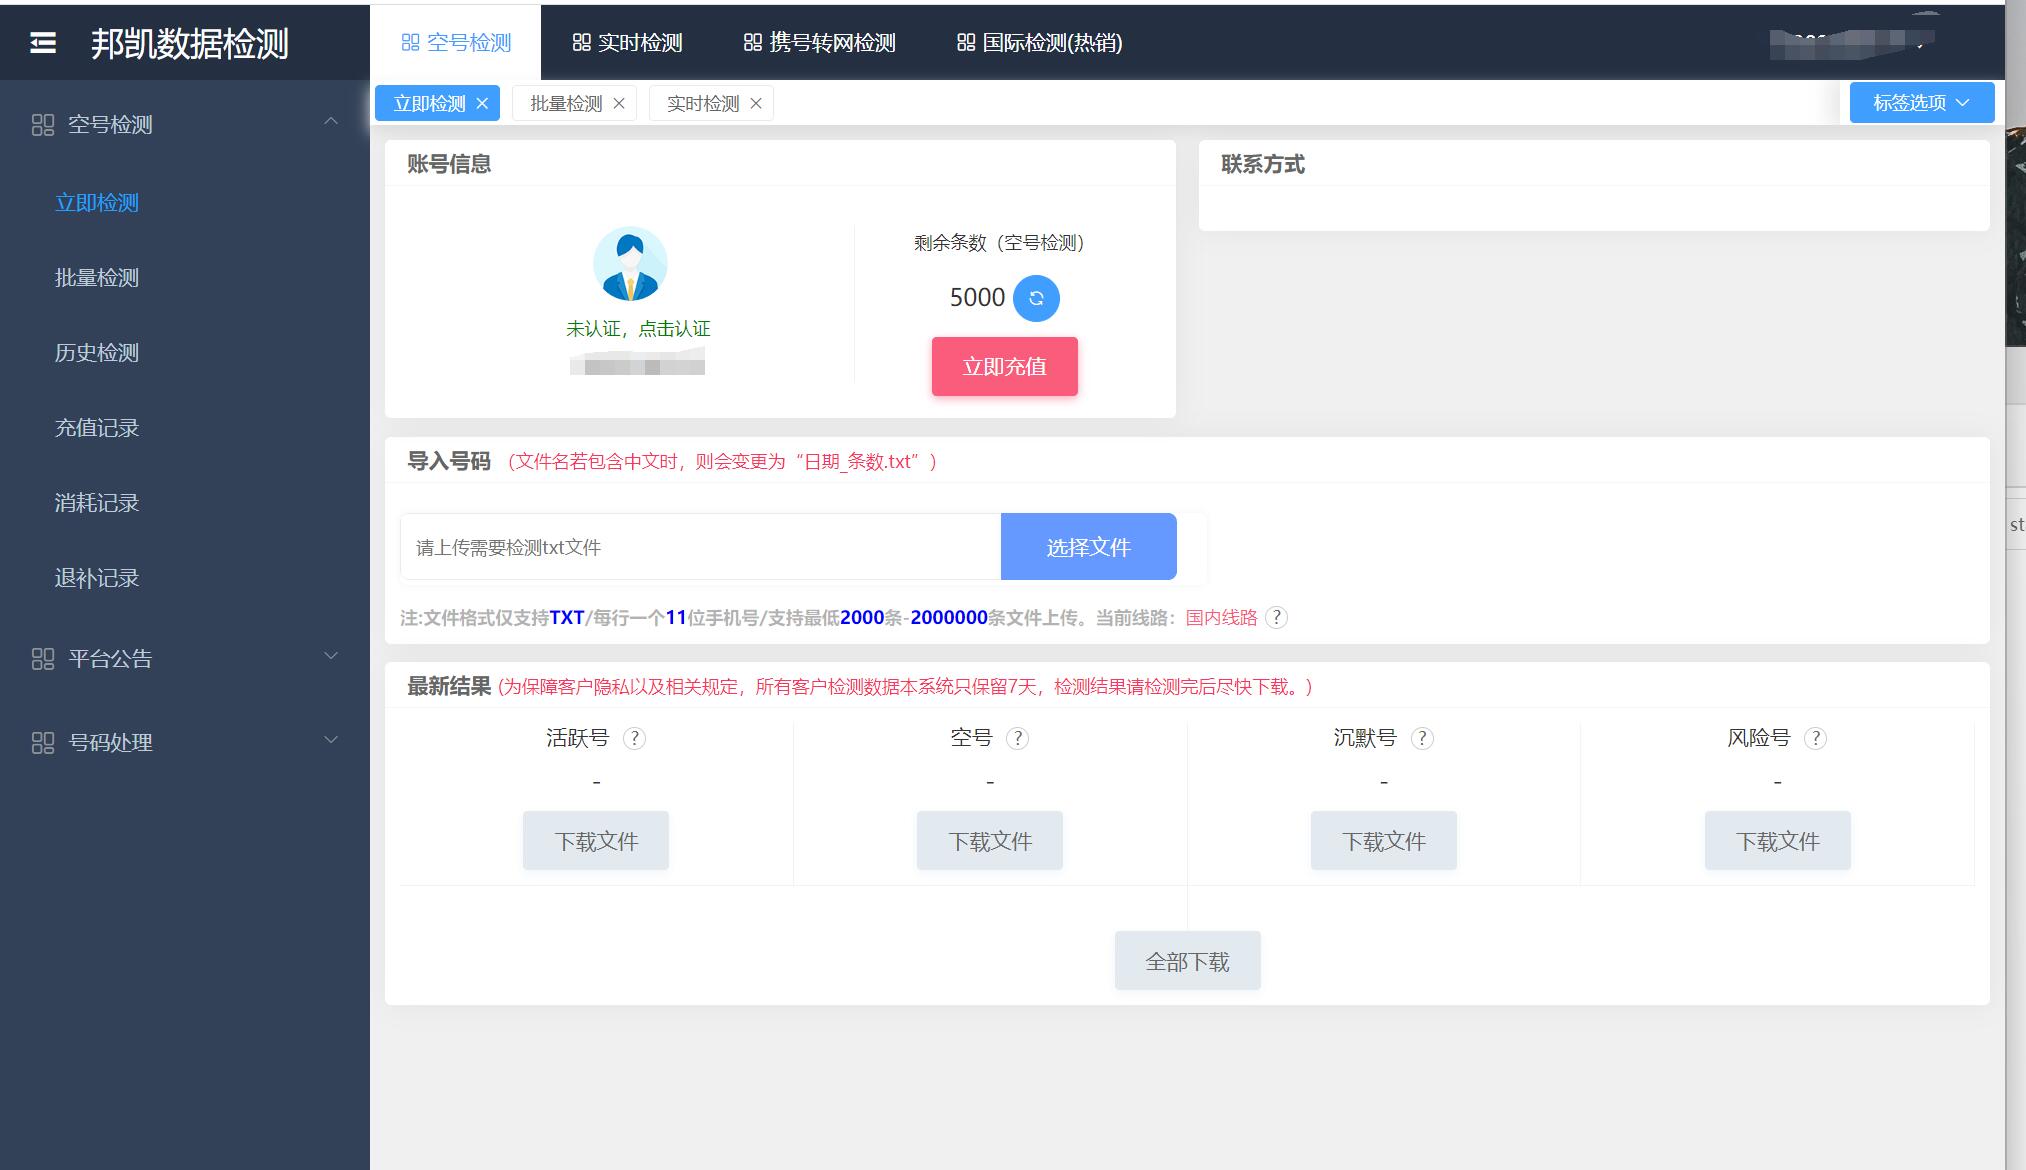 邦凯数据检测
空号检测
实时检测
携号转网检测
国际检测(热销)
立即检测
批量检测
实时检测
标签选项
空号检测
立即检测
批量检测
历史检测
充值记录
消耗记录
退补记录
平台公告
号码处理
账号信息
未认证，点击认证
剩余条数（空号检测）
5000
立即充值
联系方式
导入号码 （文件名若包含中文时，则会变更为“日期_条数.txt”）
请上传需要检测txt文件
选择文件
注:文件格式仅支持TXT/每行一个11位手机号/支持最低2000条-2000000条文件上传。当前线路：国内线路 ?
最新结果 (为保障客户隐私以及相关规定，所有客户检测数据本系统只保留7天，检测结果请检测完后尽快下载。)
活跃号 ?
-
下载文件
空号 ?
-
下载文件
沉默号 ?
-
下载文件
风险号 ?
-
下载文件
全部下载
st